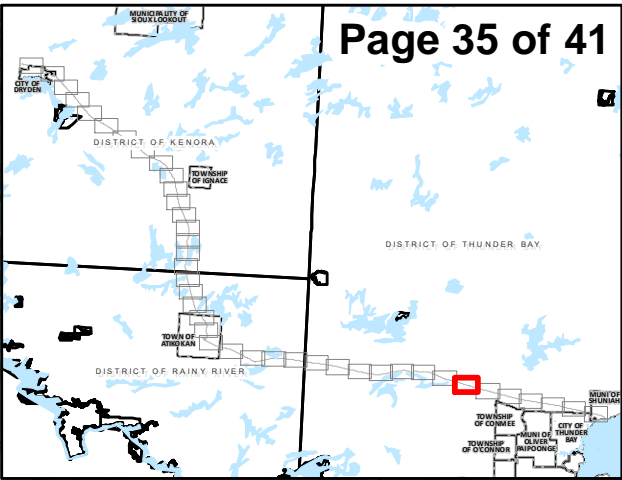 MUNICIPALITY OF
SIOUX LOOKOUT
Page 35 of 41
CITY OF
DRYDEN
DISTRICT OF KENORA
TOWNSHIP
OF IGNACE
DISTRICT OF THUNDER BAY
TOWN OF
ATIKOKAN
DISTRICT OF RAINY RIVER
MUNI OF
SHUNIAH
TOWNSHIP
OF CONMEE
CITY OF
THUNDER
BAY
MUNI OF
OLIVER
PAIPOONGE
TOWNSHIP
OF O'CONNOR